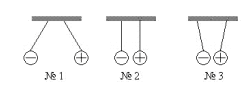 − + − + − +
№ 1 № 2 № 3